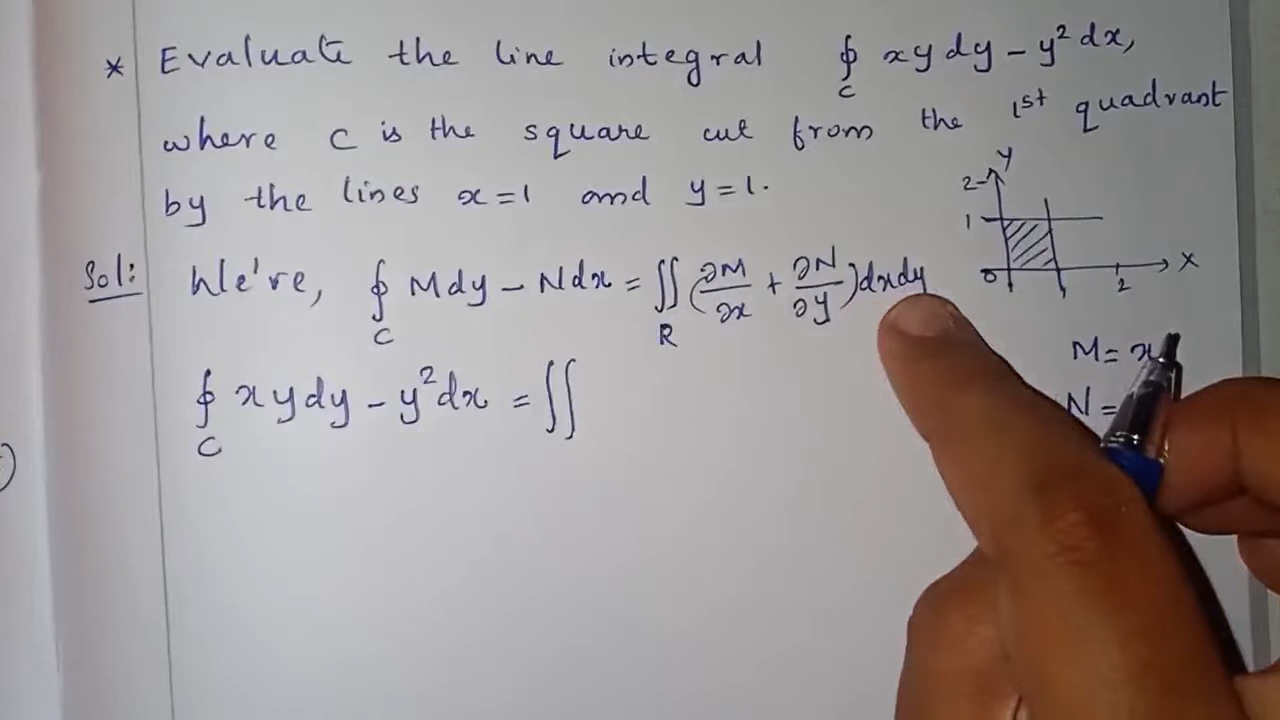 * Evaluate the line integral ∮_C xy dy - y² dx,
where C is the square cut from the 1st quadrant
by the lines x=1 and y=1.
y
2
1
0
1
2
x
Sol: We're, ∮_C M dy - N dx = ∬_R (∂M/∂x + ∂N/∂y) dx dy
M = x
N =
∮_C xy dy - y² dx = ∬